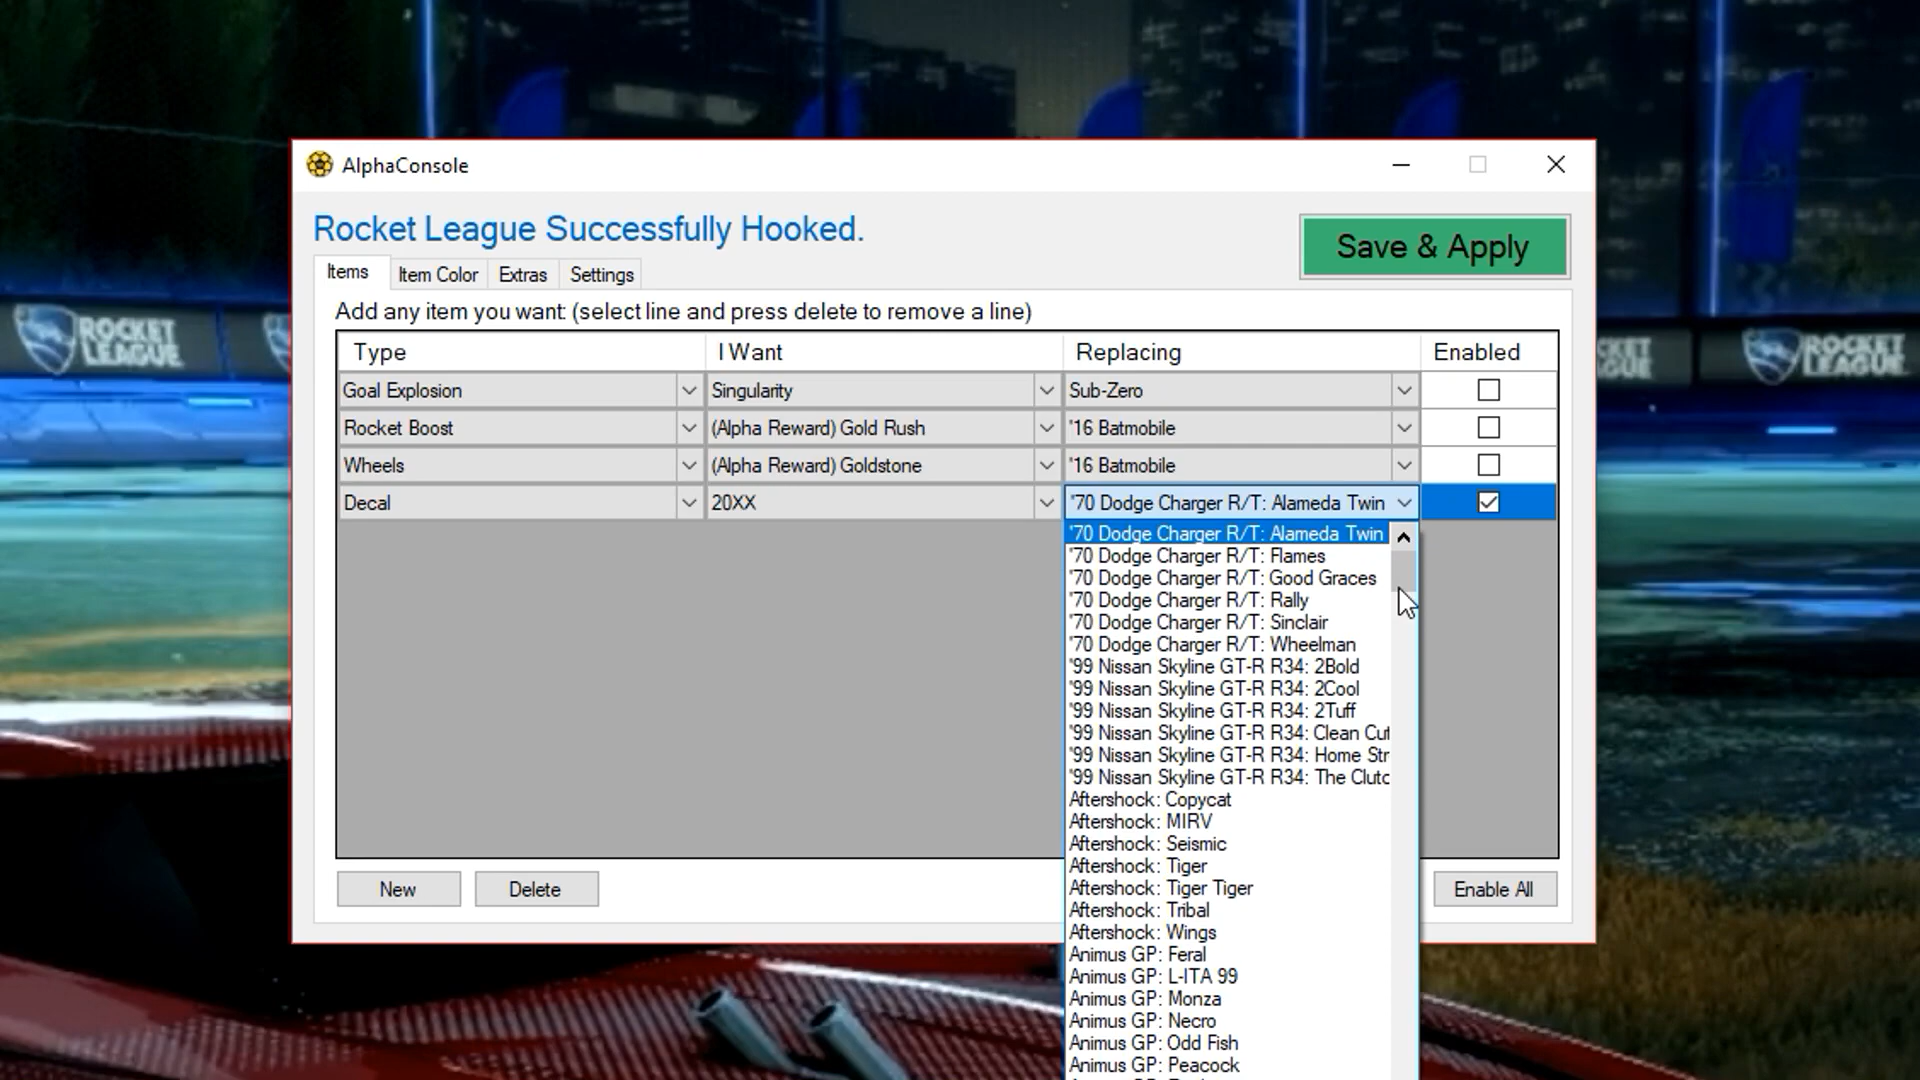 AlphaConsole
Rocket League Successfully Hooked.
Save & Apply
Items
Item Color
Extras
Settings
Add any item you want: (select line and press delete to remove a line)
Type
I Want
Replacing
Enabled
Goal Explosion
Singularity
Sub-Zero
Rocket Boost
(Alpha Reward) Gold Rush
'16 Batmobile
Wheels
(Alpha Reward) Goldstone
'16 Batmobile
Decal
20XX
'70 Dodge Charger R/T: Alameda Twin
'70 Dodge Charger R/T: Alameda Twin
'70 Dodge Charger R/T: Flames
'70 Dodge Charger R/T: Good Graces
'70 Dodge Charger R/T: Rally
'70 Dodge Charger R/T: Sinclair
'70 Dodge Charger R/T: Wheelman
'99 Nissan Skyline GT-R R34: 2Bold
'99 Nissan Skyline GT-R R34: 2Cool
'99 Nissan Skyline GT-R R34: 2Tuff
'99 Nissan Skyline GT-R R34: Clean Cut
'99 Nissan Skyline GT-R R34: Home Str
'99 Nissan Skyline GT-R R34: The Clutc
Aftershock: Copycat
Aftershock: MIRV
Aftershock: Seismic
Aftershock: Tiger
Aftershock: Tiger Tiger
Aftershock: Tribal
Aftershock: Wings
Animus GP: Feral
Animus GP: L-ITA 99
Animus GP: Monza
Animus GP: Necro
Animus GP: Odd Fish
Animus GP: Peacock
New
Delete
Enable All
ROCKET
LEAGUE
CKET
GUE
ROCKET
LEAGUE